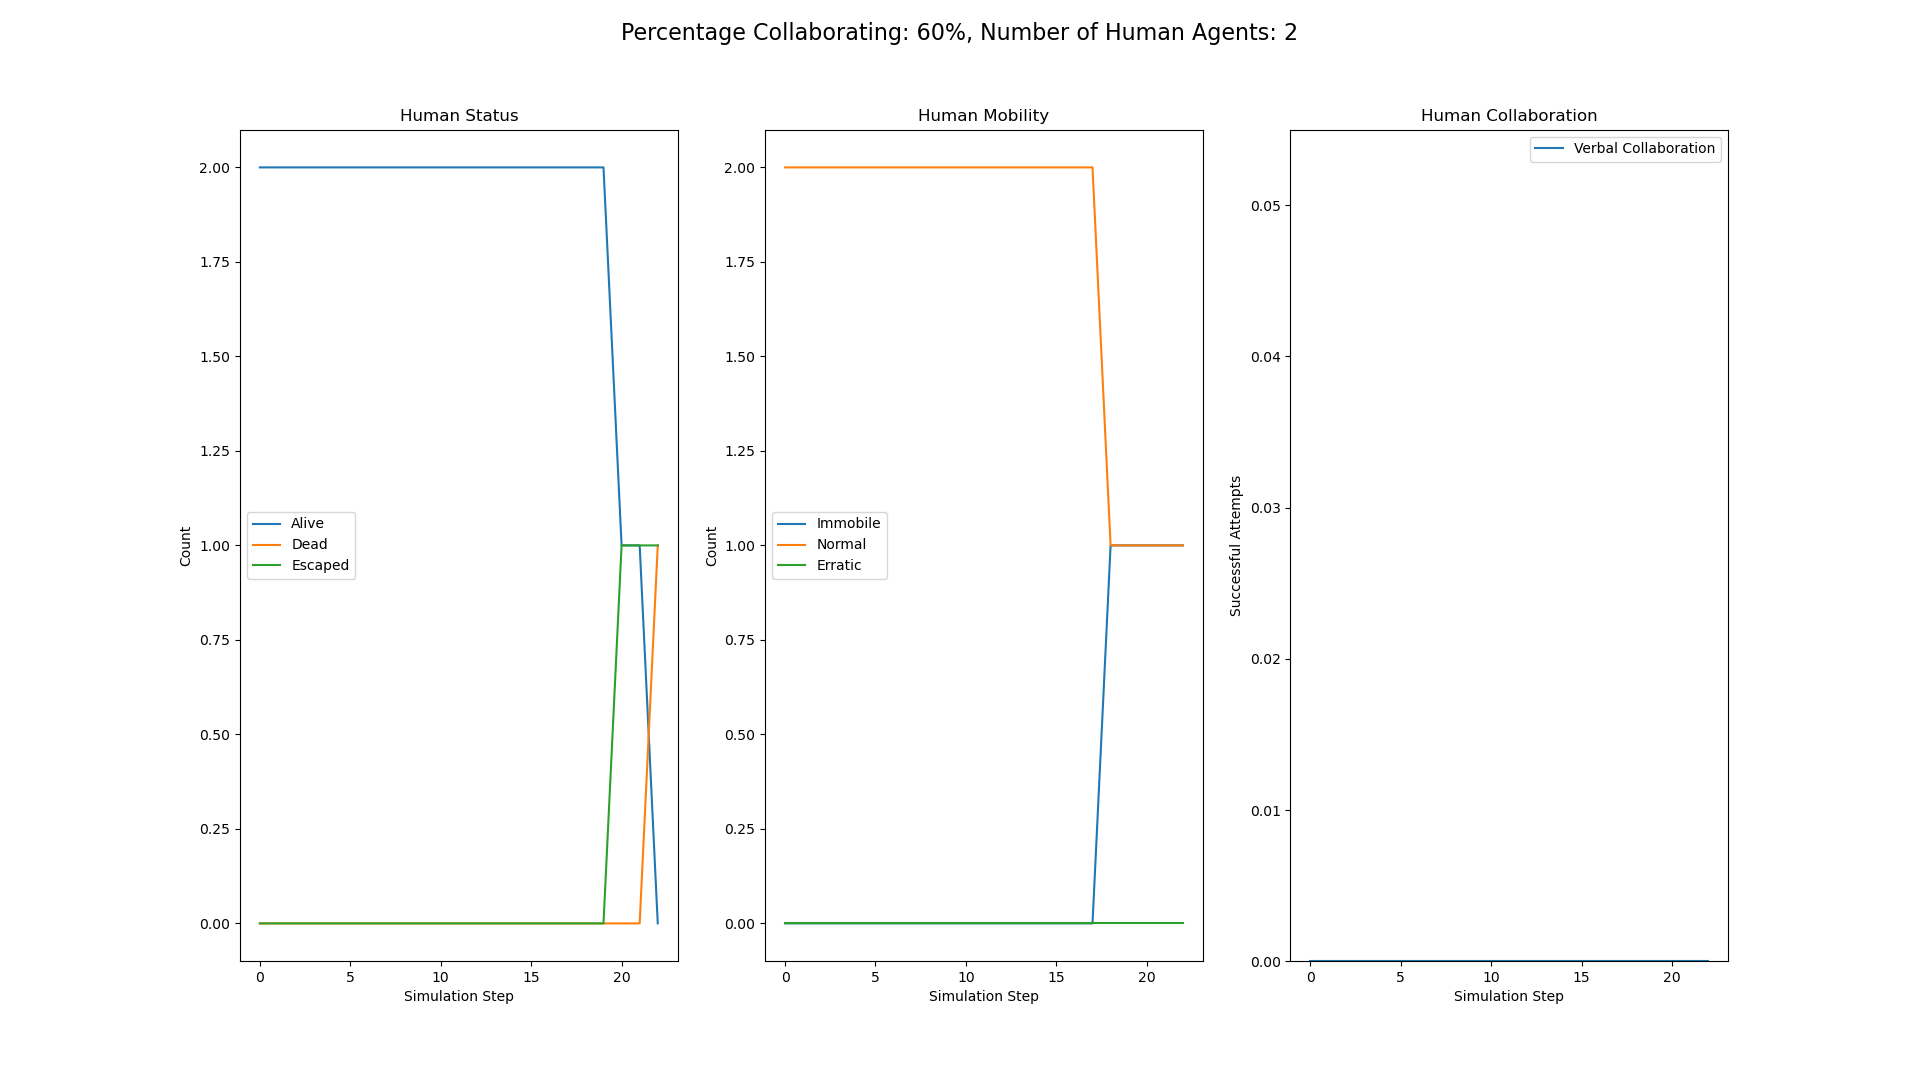 Percentage Collaborating: 60%, Number of Human Agents: 2
Human Status
2.00
1.75
1.50
1.25
1.00
0.75
0.50
0.25
0.00
Count
Alive
Dead
Escaped
0 5 10 15 20
Simulation Step
Human Mobility
2.00
1.75
1.50
1.25
1.00
0.75
0.50
0.25
0.00
Count
Immobile
Normal
Erratic
0 5 10 15 20
Simulation Step
Human Collaboration
Verbal Collaboration
0.05
0.04
0.03
0.02
0.01
0.00
Successful Attempts
0 5 10 15 20
Simulation Step